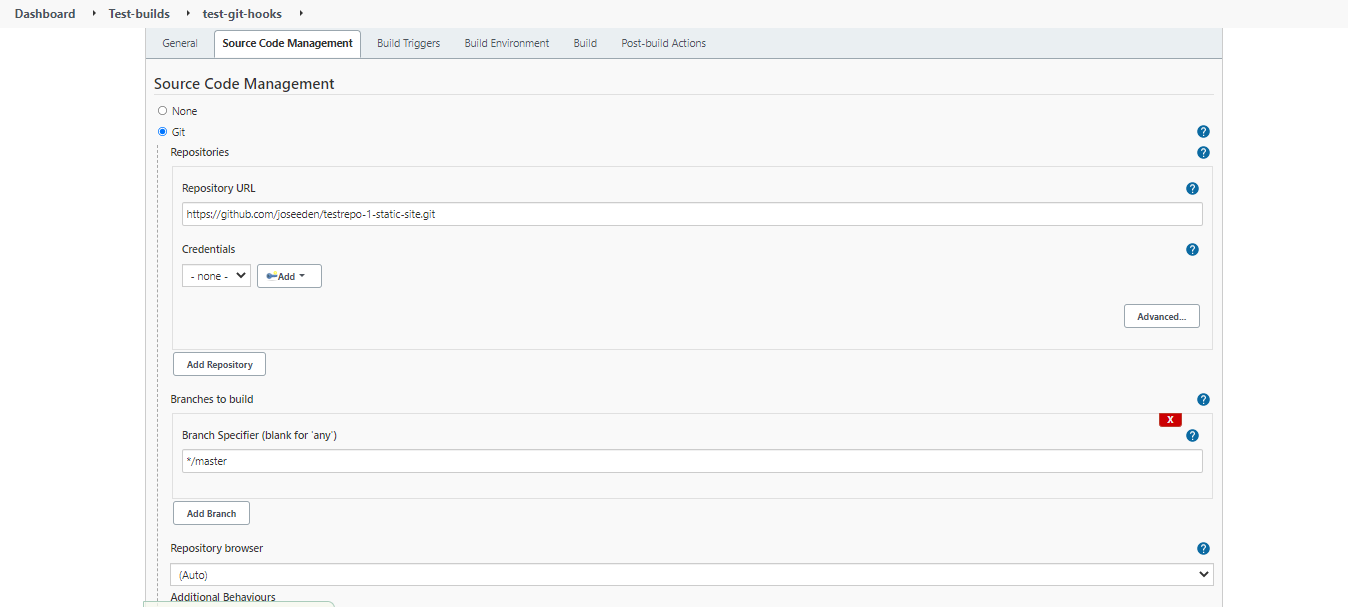 Dashboard Test-builds test-git-hooks
General Source Code Management Build Triggers Build Environment Build Post-build Actions
Source Code Management
None
Git
Repositories
Repository URL
https://github.com/joseeden/testrepo-1-static-site.git
Credentials
- none - Add
Advanced...
Add Repository
Branches to build
X
Branch Specifier (blank for 'any')
*/master
Add Branch
Repository browser
(Auto)
Additional Behaviours